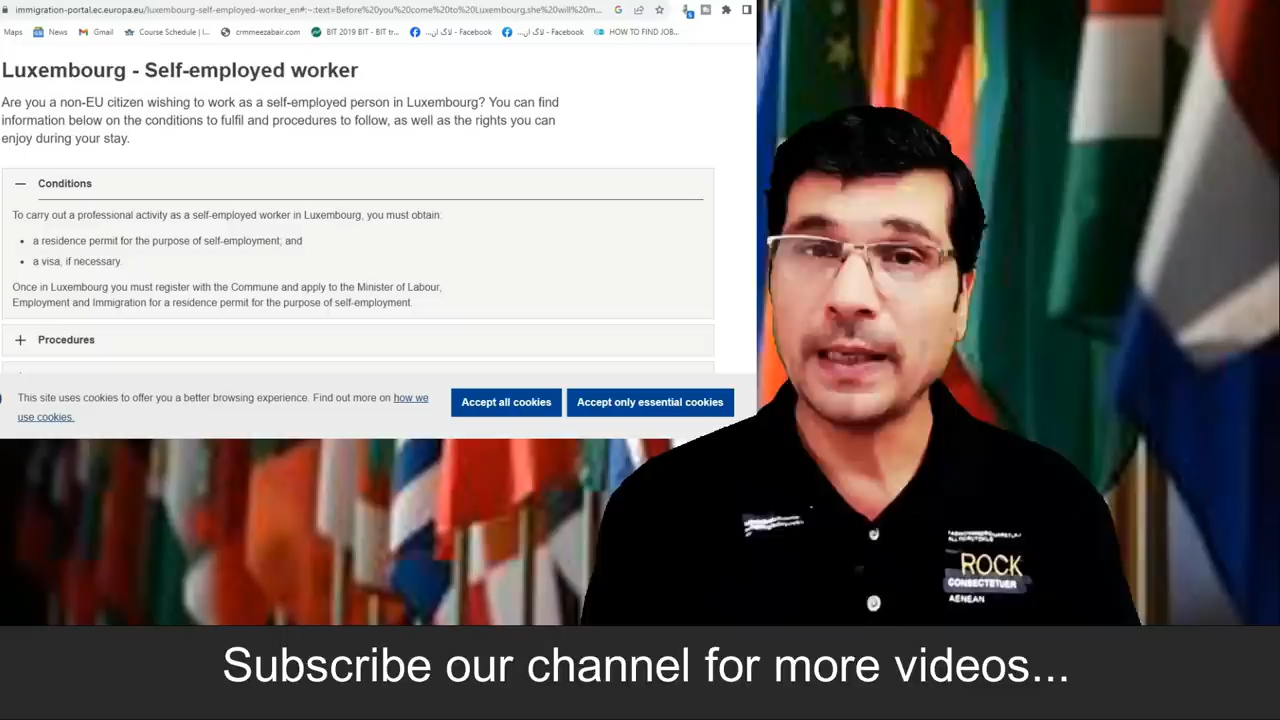 immigration-portal.ec.europa.eu/luxembourg-self-employed-worker_en#:~:text=Before%20you%20come%20to%20Luxembourg,she%20will%20m...
Maps News Gmail Course Schedule | I... crmmeezabair.com BIT 2019 BIT - BIT tr... ...لاگ ان - Facebook ...لاگ ان - Facebook HOW TO FIND JOB...
Luxembourg - Self-employed worker
Are you a non-EU citizen wishing to work as a self-employed person in Luxembourg? You can find
information below on the conditions to fulfil and procedures to follow, as well as the rights you can
enjoy during your stay.
Conditions
To carry out a professional activity as a self-employed worker in Luxembourg, you must obtain:
• a residence permit for the purpose of self-employment; and
• a visa, if necessary.
Once in Luxembourg you must register with the Commune and apply to the Minister of Labour,
Employment and Immigration for a residence permit for the purpose of self-employment.
Procedures
This site uses cookies to offer you a better browsing experience. Find out more on how we
use cookies.
Accept all cookies Accept only essential cookies
ROCK
CONSECTETUER
AENEAN
Subscribe our channel for more videos...